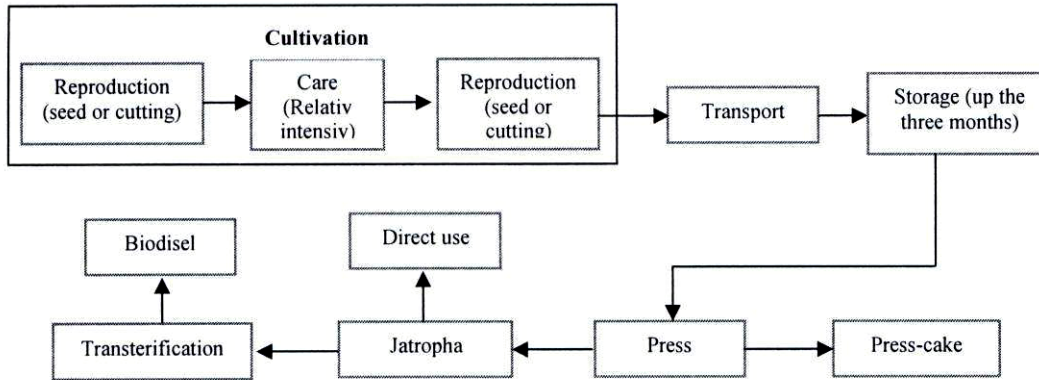 Cultivation
Reproduction
(seed or cutting)
Care
(Relativ
intensiv)
Reproduction
(seed or
cutting)
Transport
Storage (up the
three months)
Biodisel
Direct use
Transterification
Jatropha
Press
Press-cake